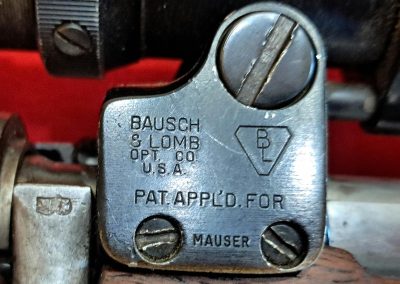 BAUSCH
& LOMB
OPT. CO
U.S.A.
B
L
PAT. APPL'D. FOR
MAUSER